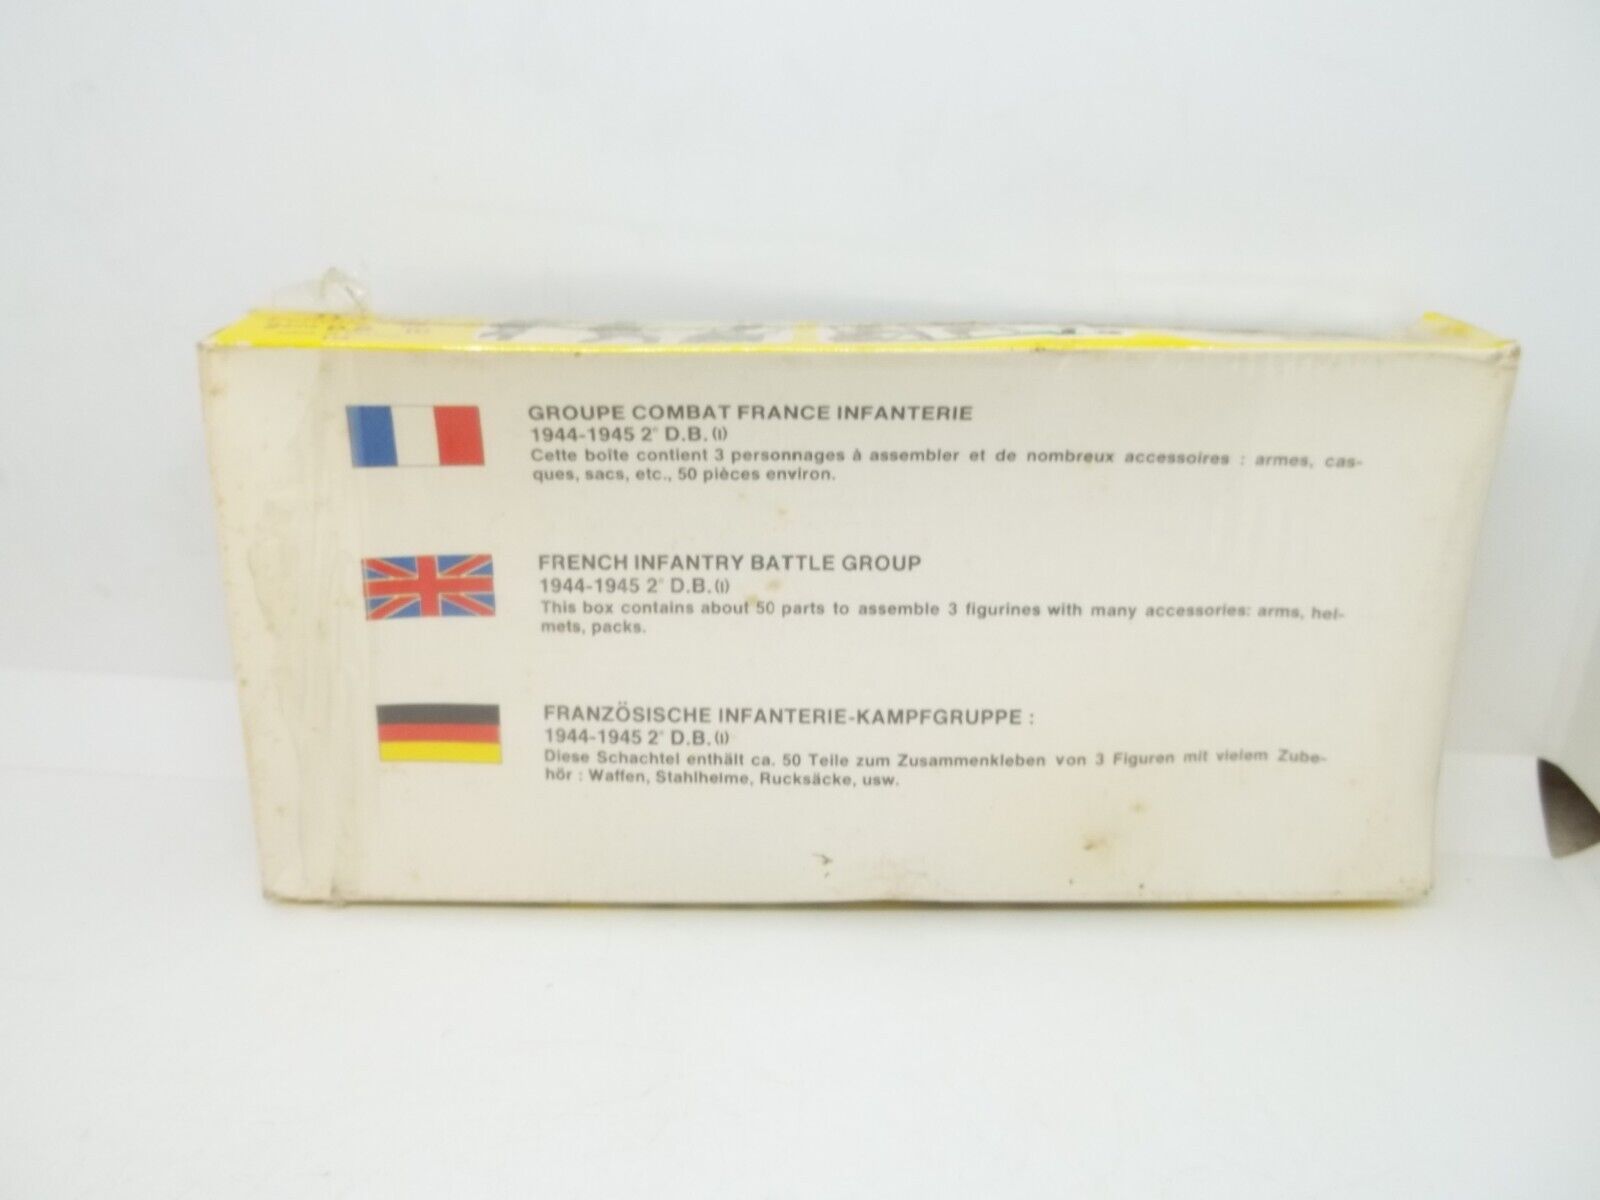 GROUPE COMBAT FRANCE INFANTERIE
1944-1945 2° D.B. (I)
Cette boîte contient 3 personnages à assembler et de nombreux accessoires : armes, cas-
ques, sacs, etc., 50 pièces environ.
FRENCH INFANTRY BATTLE GROUP
1944-1945 2° D.B. (I)
This box contains about 50 parts to assemble 3 figurines with many accessories: arms, hel-
mets, packs.
FRANZÖSISCHE INFANTERIE-KAMPFGRUPPE :
1944-1945 2° D.B. (I)
Diese Schachtel enthält ca. 50 Teile zum Zusammenkleben von 3 Figuren mit vielem Zube-
hör : Waffen, Stahlhelme, Rucksäcke, usw.